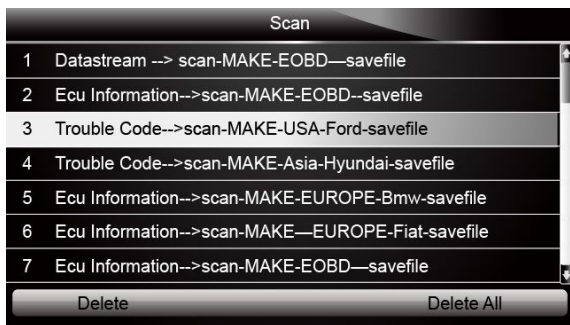 Scan
1 Datastream --> scan-MAKE-EOBD—savefile
2 Ecu Information-->scan-MAKE-EOBD--savefile
3 Trouble Code-->scan-MAKE-USA-Ford-savefile
4 Trouble Code-->scan-MAKE-Asia-Hyundai-savefile
5 Ecu Information-->scan-MAKE-EUROPE-Bmw-savefile
6 Ecu Information-->scan-MAKE—EUROPE-Fiat-savefile
7 Ecu Information-->scan-MAKE-EOBD—savefile
Delete Delete All